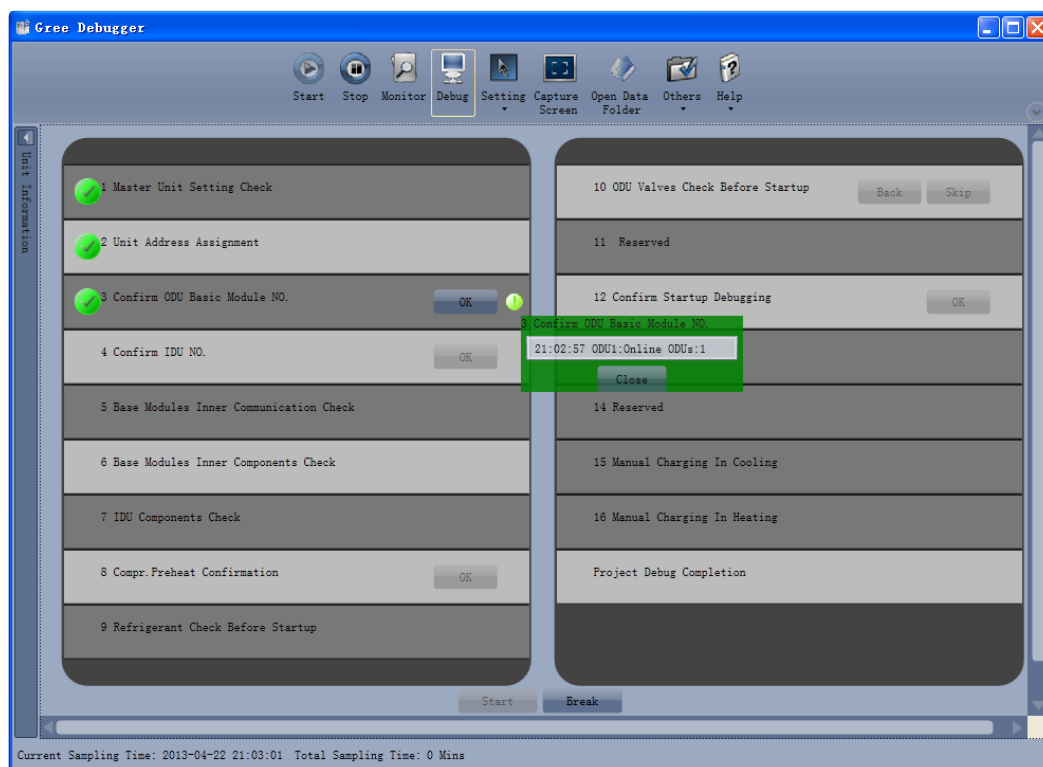 Gree Debugger
Start Stop Monitor Debug Setting Capture Screen Open Data Folder Others Help
Unit Information
1 Master Unit Setting Check
2 Unit Address Assignment
3 Confirm ODU Basic Module NO. OK
4 Confirm IDU NO. OK
5 Base Modules Inner Communication Check
6 Base Modules Inner Components Check
7 IDU Components Check
8 Compr.Preheat Confirmation OK
9 Refrigerant Check Before Startup
10 ODU Valves Check Before Startup Back Skip
11 Reserved
12 Confirm Startup Debugging OK
3 Confirm ODU Basic Module NO.
21:02:57 ODU1:Online ODUs:1
Close
14 Reserved
15 Manual Charging In Cooling
16 Manual Charging In Heating
Project Debug Completion
Start Break
Current Sampling Time: 2013-04-22 21:03:01 Total Sampling Time: 0 Mins